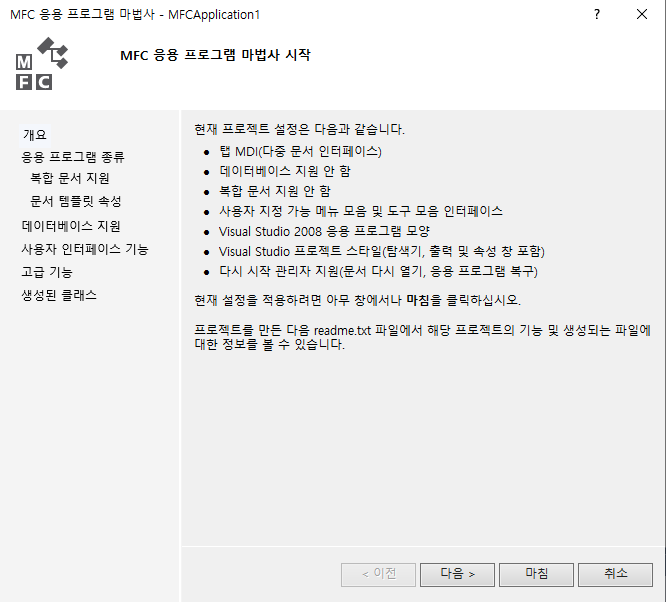 MFC 응용 프로그램 마법사 - MFCApplication1
?
M
F C
MFC 응용 프로그램 마법사 시작
개요
응용 프로그램 종류
복합 문서 지원
문서 템플릿 속성
데이터베이스 지원
사용자 인터페이스 기능
고급 기능
생성된 클래스
현재 프로젝트 설정은 다음과 같습니다.
• 탭 MDI(다중 문서 인터페이스)
• 데이터베이스 지원 안 함
• 복합 문서 지원 안 함
• 사용자 지정 가능 메뉴 모음 및 도구 모음 인터페이스
• Visual Studio 2008 응용 프로그램 모양
• Visual Studio 프로젝트 스타일(탐색기, 출력 및 속성 창 포함)
• 다시 시작 관리자 지원(문서 다시 열기, 응용 프로그램 복구)
현재 설정을 적용하려면 아무 창에서나 마침을 클릭하십시오.
프로젝트를 만든 다음 readme.txt 파일에서 해당 프로젝트의 기능 및 생성되는 파일에
대한 정보를 볼 수 있습니다.
< 이전
다음 >
마침
취소